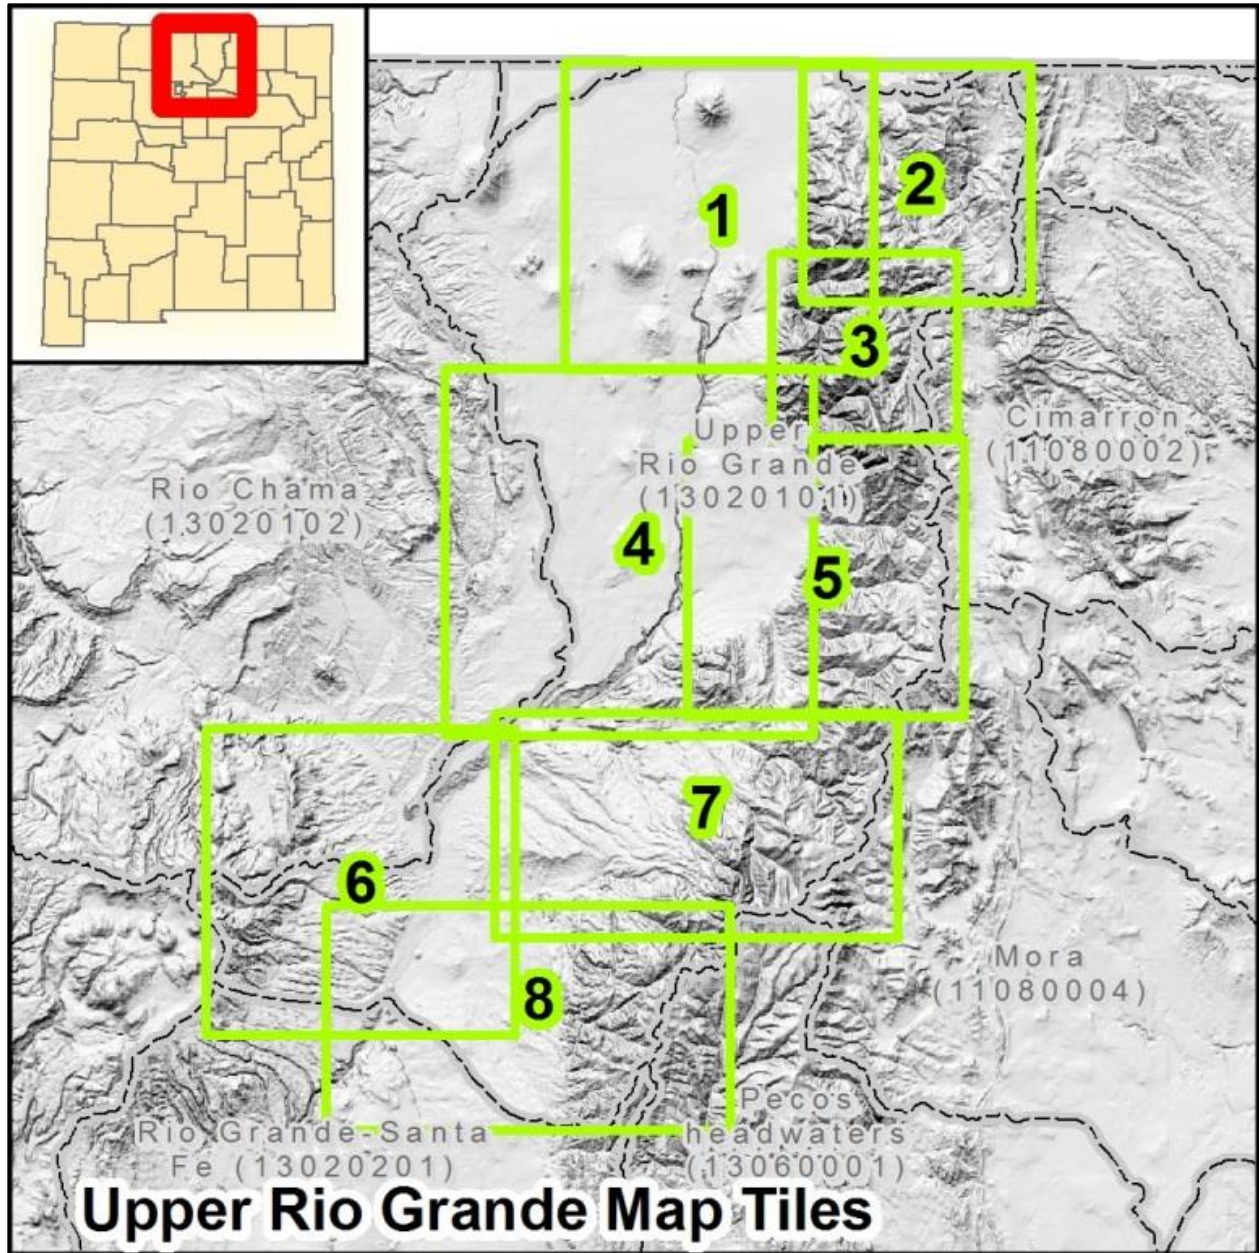 1
2
3
Cimarron
(11080002)
Upper
Rio Grande
(13020101)
Rio Chama
(13020102)
4
5
7
6
8
Mora
(11080004)
Pecos
headwaters
(13060001)
Rio Grande-Santa
Fe (13020201)
Upper Rio Grande Map Tiles